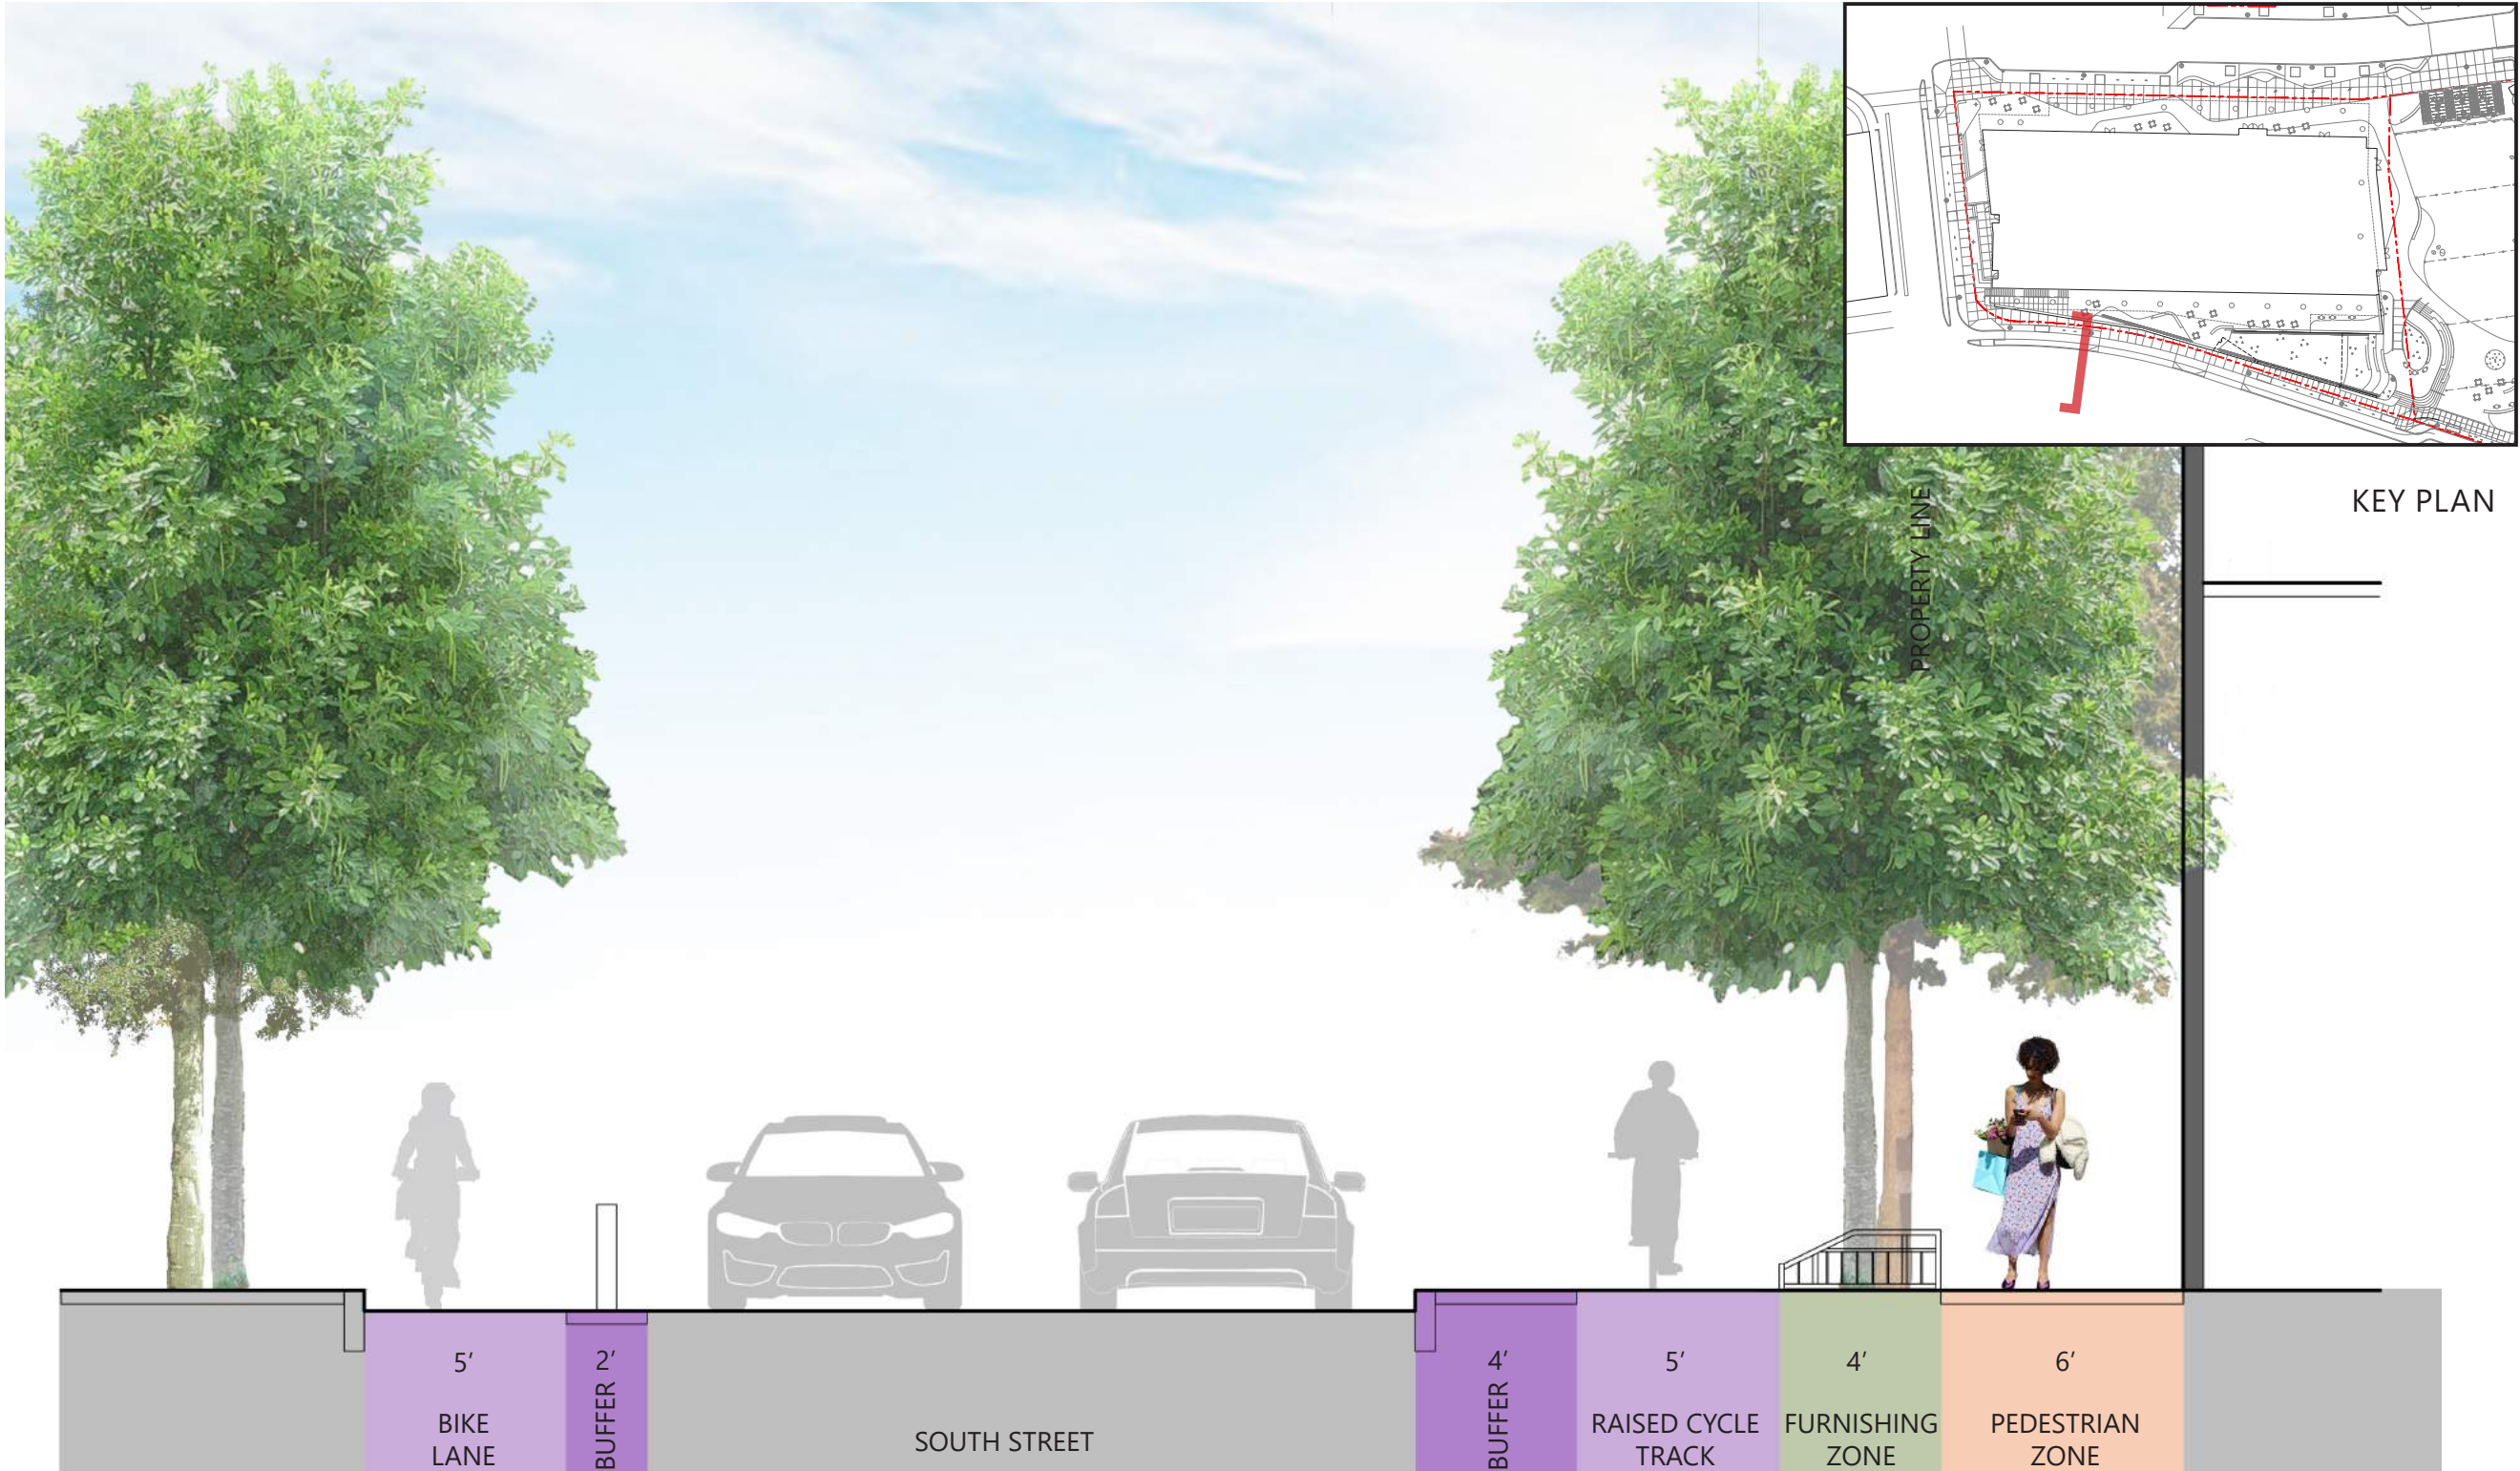 KEY PLAN
PROPERTY LINE
5'
BIKE
LANE
2'
BUFFER
SOUTH STREET
4'
BUFFER
5'
RAISED CYCLE
TRACK
4'
FURNISHING
ZONE
6'
PEDESTRIAN
ZONE